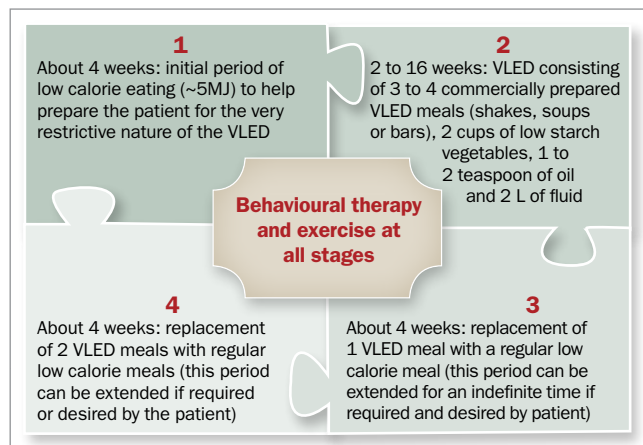 1
About 4 weeks: initial period of
low calorie eating (~5MJ) to help
prepare the patient for the very
restrictive nature of the VLED
2
2 to 16 weeks: VLED consisting
of 3 to 4 commercially prepared
VLED meals (shakes, soups
or bars), 2 cups of low starch
vegetables, 1 to
2 teaspoon of oil
and 2 L of fluid
Behavioural therapy
and exercise at
all stages
3
About 4 weeks: replacement of
1 VLED meal with a regular low
calorie meal (this period can be
extended for an indefinite time if
required and desired by patient)
4
About 4 weeks: replacement
of 2 VLED meals with regular
low calorie meals (this period
can be extended if required
or desired by the patient)